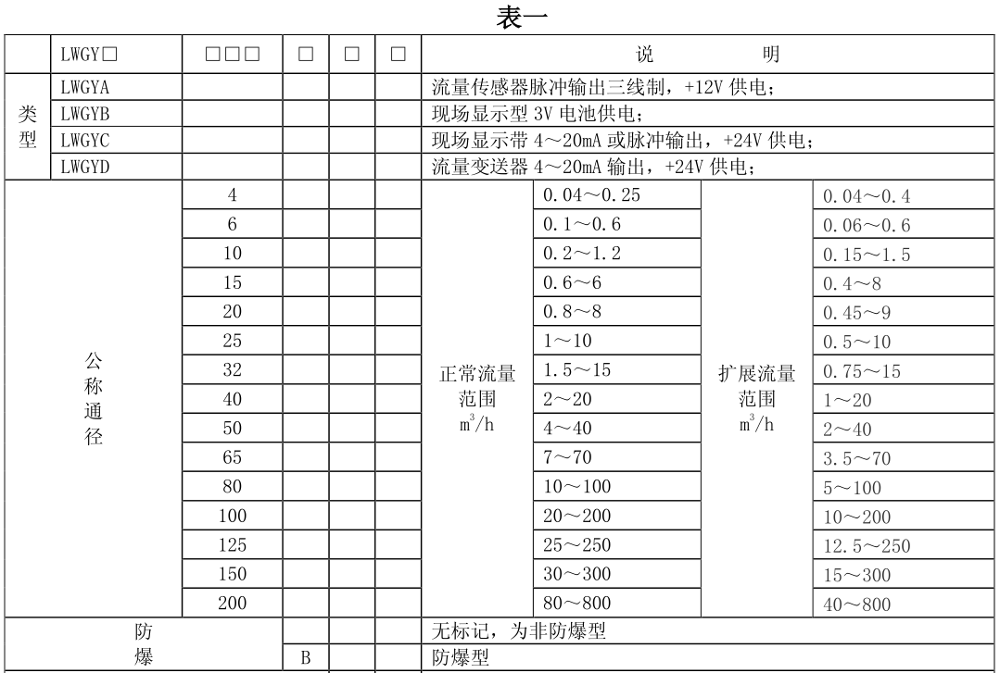 表一
LWGY□ □□□ □ □ □ 说 明
类型
LWGYA 流量传感器脉冲输出三线制，+12V 供电；
LWGYB 现场显示型 3V 电池供电；
LWGYC 现场显示带 4～20mA 或脉冲输出，+24V 供电；
LWGYD 流量变送器 4～20mA 输出，+24V 供电；
公称通径
正常流量范围 m³/h
扩展流量范围 m³/h
4 0.04～0.25 0.04～0.4
6 0.1～0.6 0.06～0.6
10 0.2～1.2 0.15～1.5
15 0.6～6 0.4～8
20 0.8～8 0.45～9
25 1～10 0.5～10
32 1.5～15 0.75～15
40 2～20 1～20
50 4～40 2～40
65 7～70 3.5～70
80 10～100 5～100
100 20～200 10～200
125 25～250 12.5～250
150 30～300 15～300
200 80～800 40～800
防爆
无标记，为非防爆型
B 防爆型